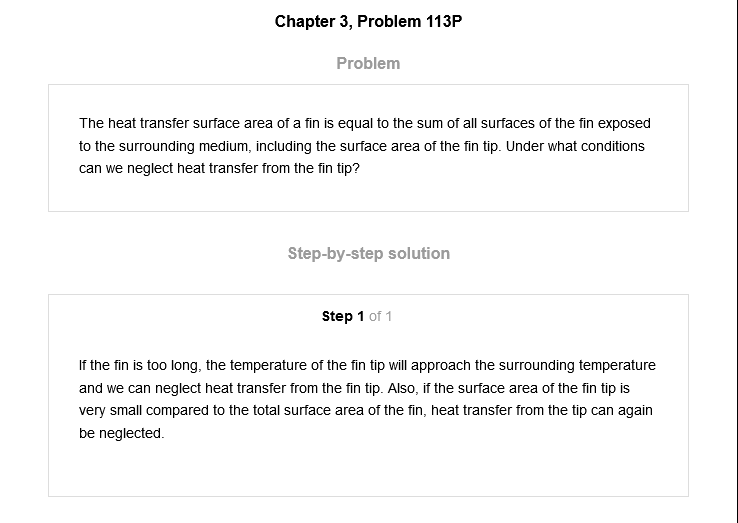 Chapter 3, Problem 113P
Problem
The heat transfer surface area of a fin is equal to the sum of all surfaces of the fin exposed
to the surrounding medium, including the surface area of the fin tip. Under what conditions
can we neglect heat transfer from the fin tip?
Step-by-step solution
Step 1 of 1
If the fin is too long, the temperature of the fin tip will approach the surrounding temperature
and we can neglect heat transfer from the fin tip. Also, if the surface area of the fin tip is
very small compared to the total surface area of the fin, heat transfer from the tip can again
be neglected.